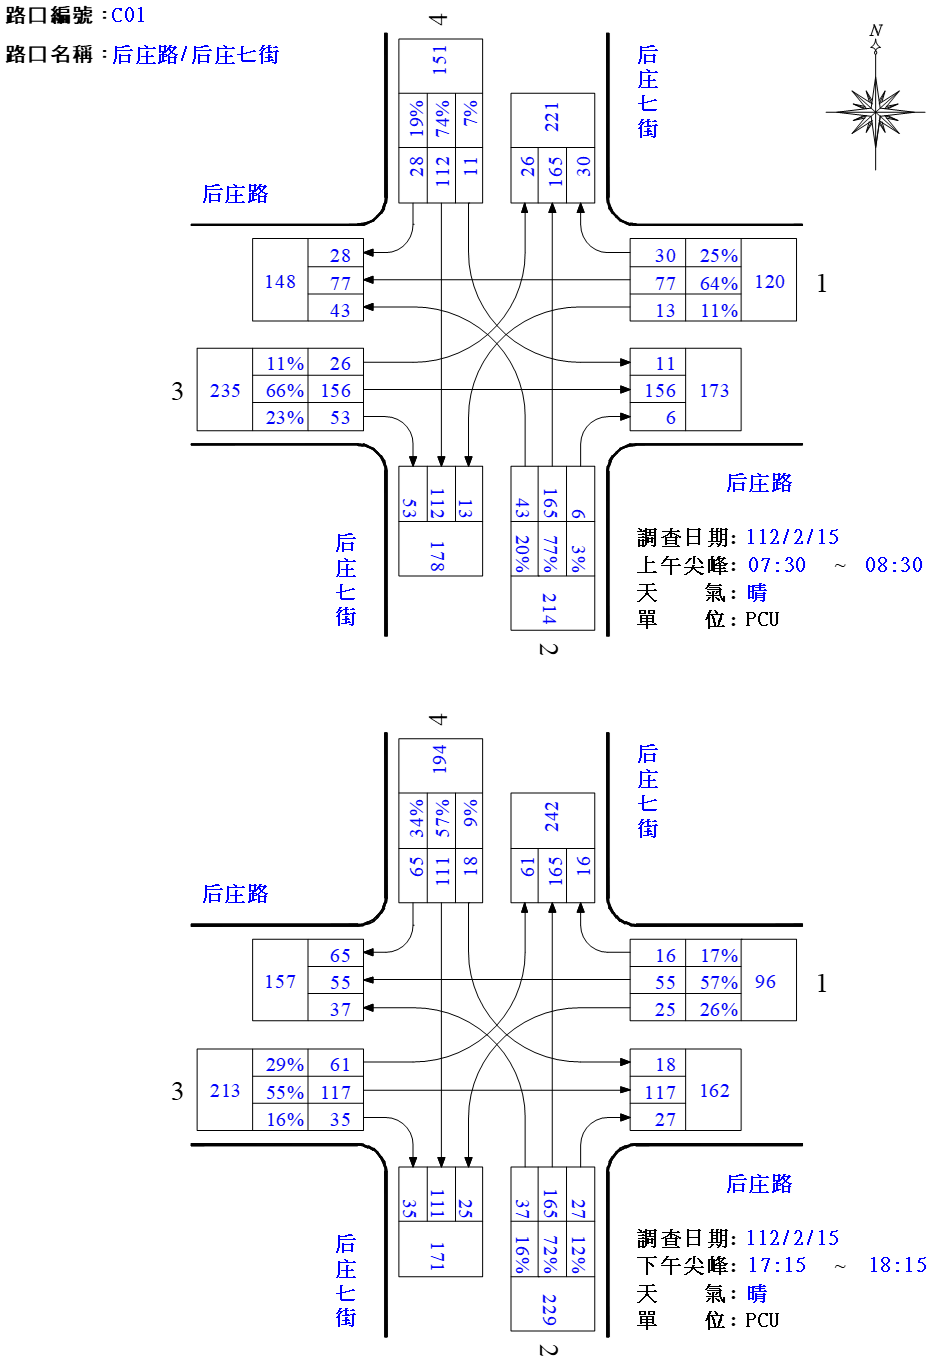 路口編號：C01
路口名稱：后庄路/后庄七街
N
4
后庄七街
151
19% 74% 7%
28 112 11
221
26 165 30
后庄路
148
28
77
43
30 25%
77 64%
13 11%
120
1
3
235
11% 26
66% 156
23% 53
11
156
6
173
53 112 13
178
43 165 6
20% 77% 3%
214
2
后庄七街
后庄路
調查日期: 112/2/15
上午尖峰: 07:30 ~ 08:30
天 氣: 晴
單 位: PCU
4
后庄七街
194
34% 57% 9%
65 111 18
242
61 165 16
后庄路
157
65
55
37
16 17%
55 57%
25 26%
96
1
3
213
29% 61
55% 117
16% 35
18
117
27
162
35 111 25
171
37 165 27
16% 72% 12%
229
2
后庄七街
后庄路
調查日期: 112/2/15
下午尖峰: 17:15 ~ 18:15
天 氣: 晴
單 位: PCU